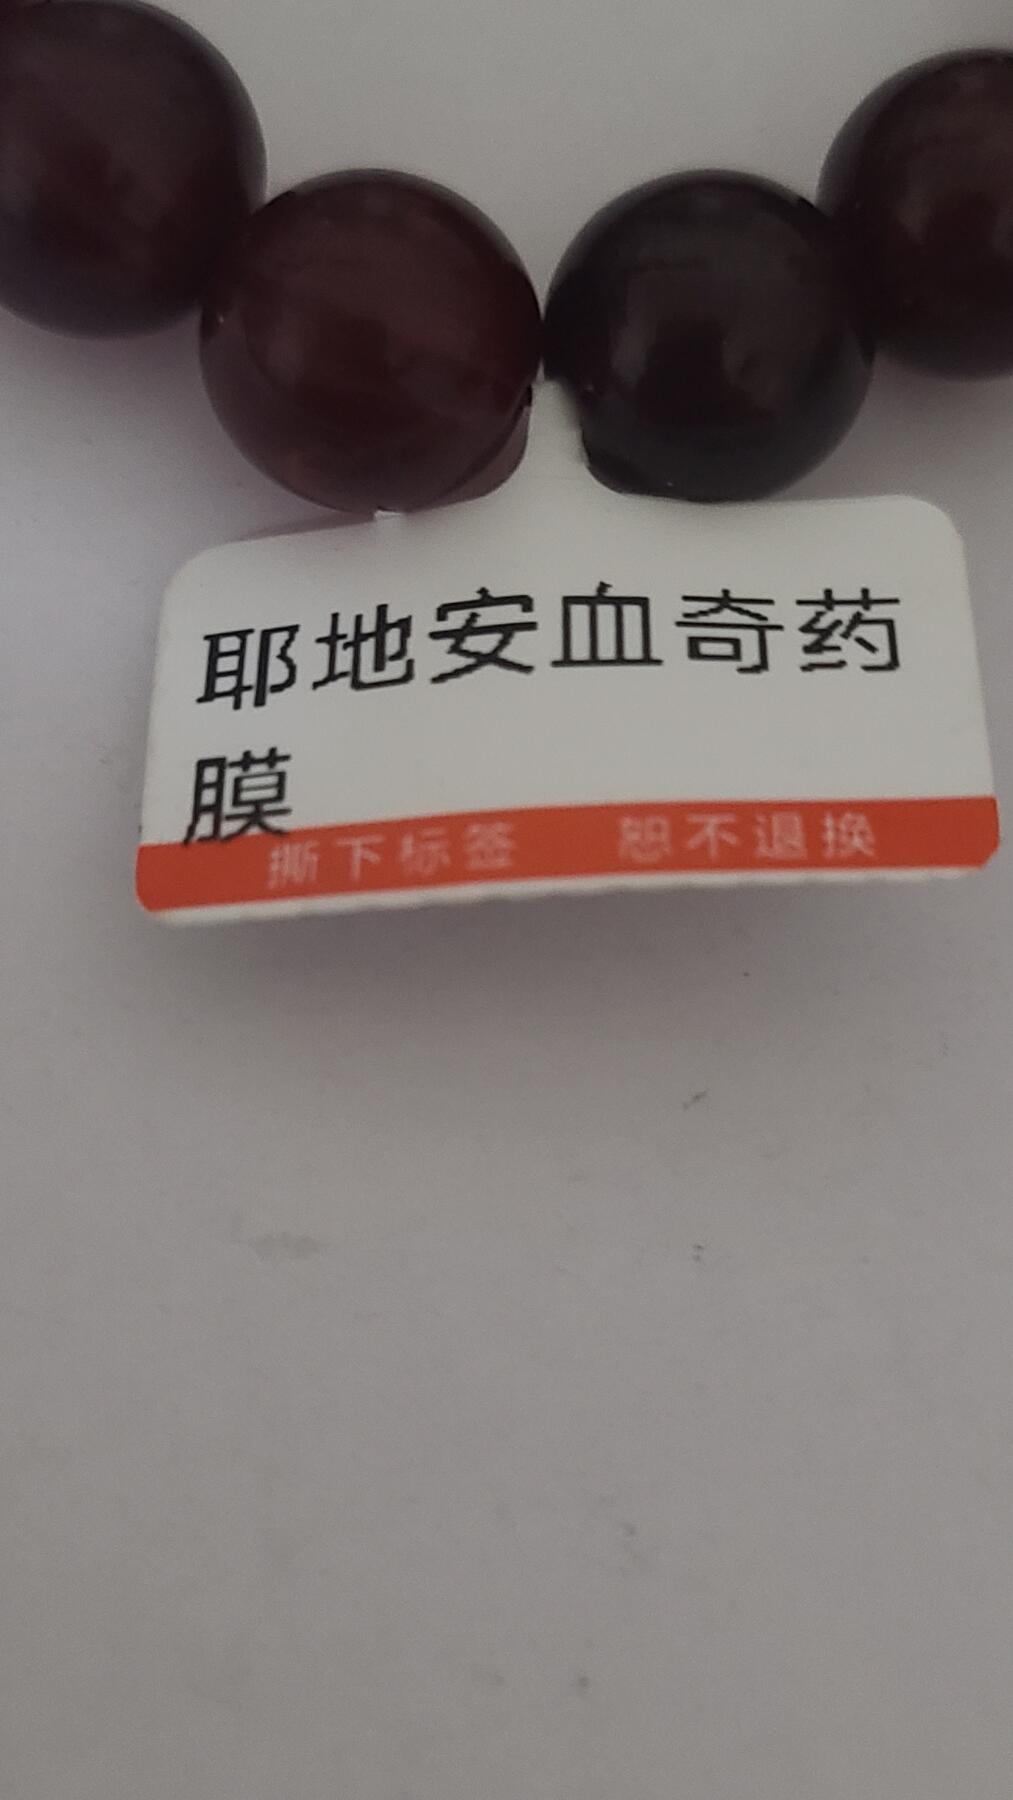 耶地安血奇药
膜
撕下标签 恕不退换